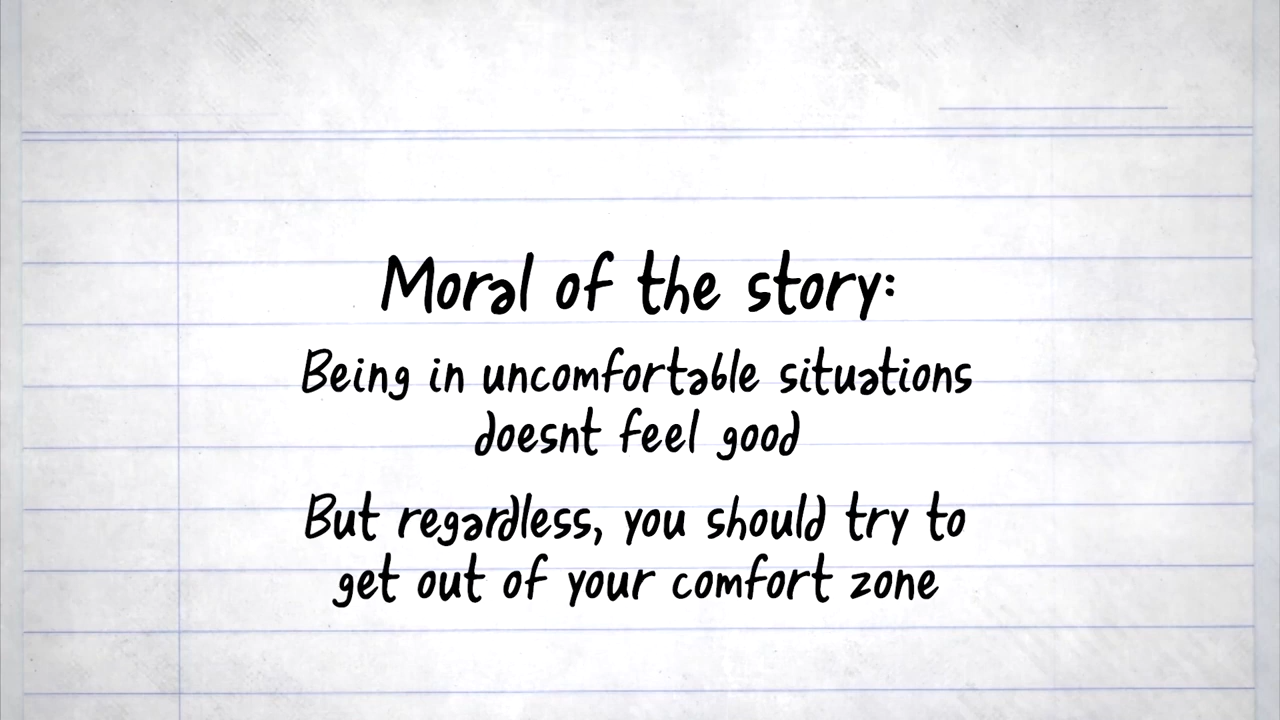 Moral of the story:
Being in uncomfortable situations
doesnt feel good
But regardless, you should try to
get out of your comfort zone